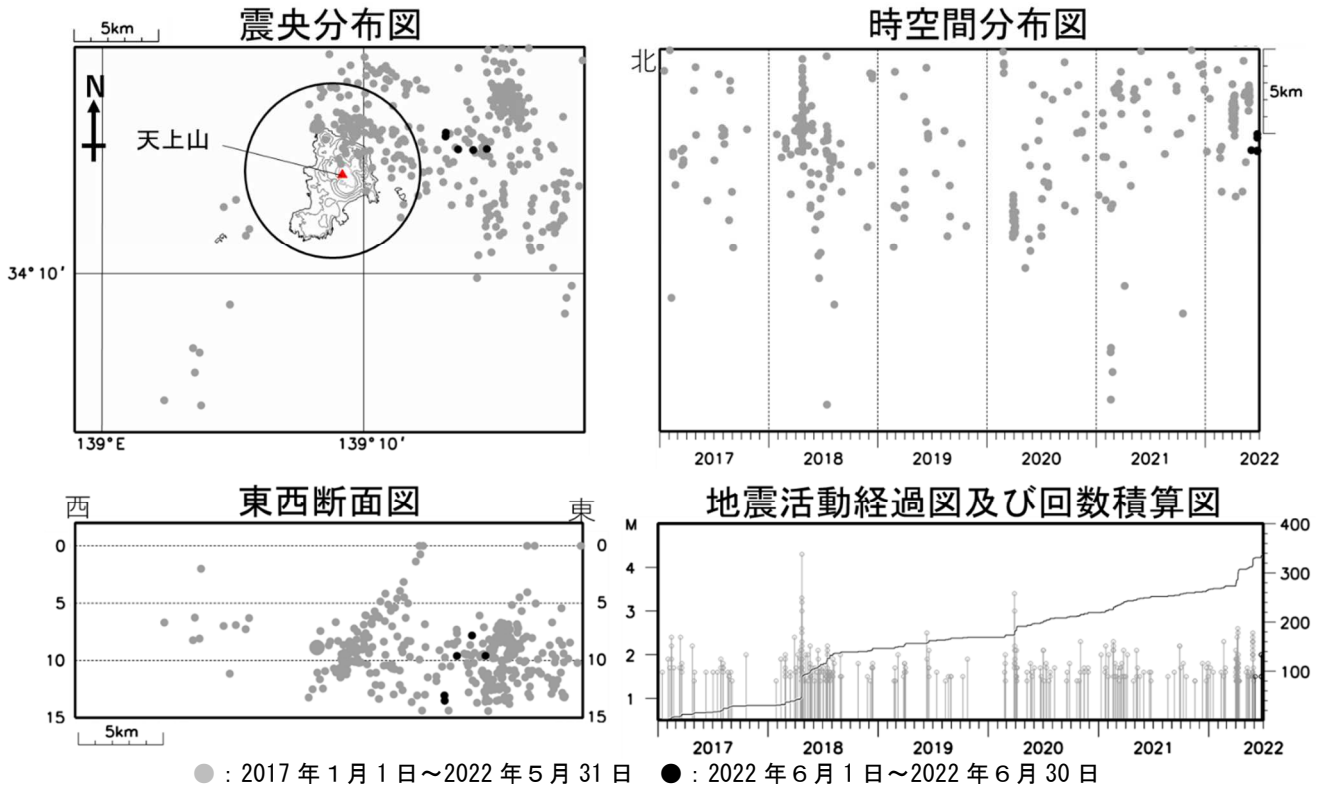 震央分布図
5km
N
天上山
34°10′
139°E
139°10′
時空間分布図
北
5km
2017
2018
2019
2020
2021
2022
東西断面図
西
東
0
5
10
15
0
5
10
15
5km
地震活動経過図及び回数積算図
M
4
3
2
1
400
300
200
100
2017
2018
2019
2020
2021
2022
：2017年1月1日～2022年5月31日
：2022年6月1日～2022年6月30日